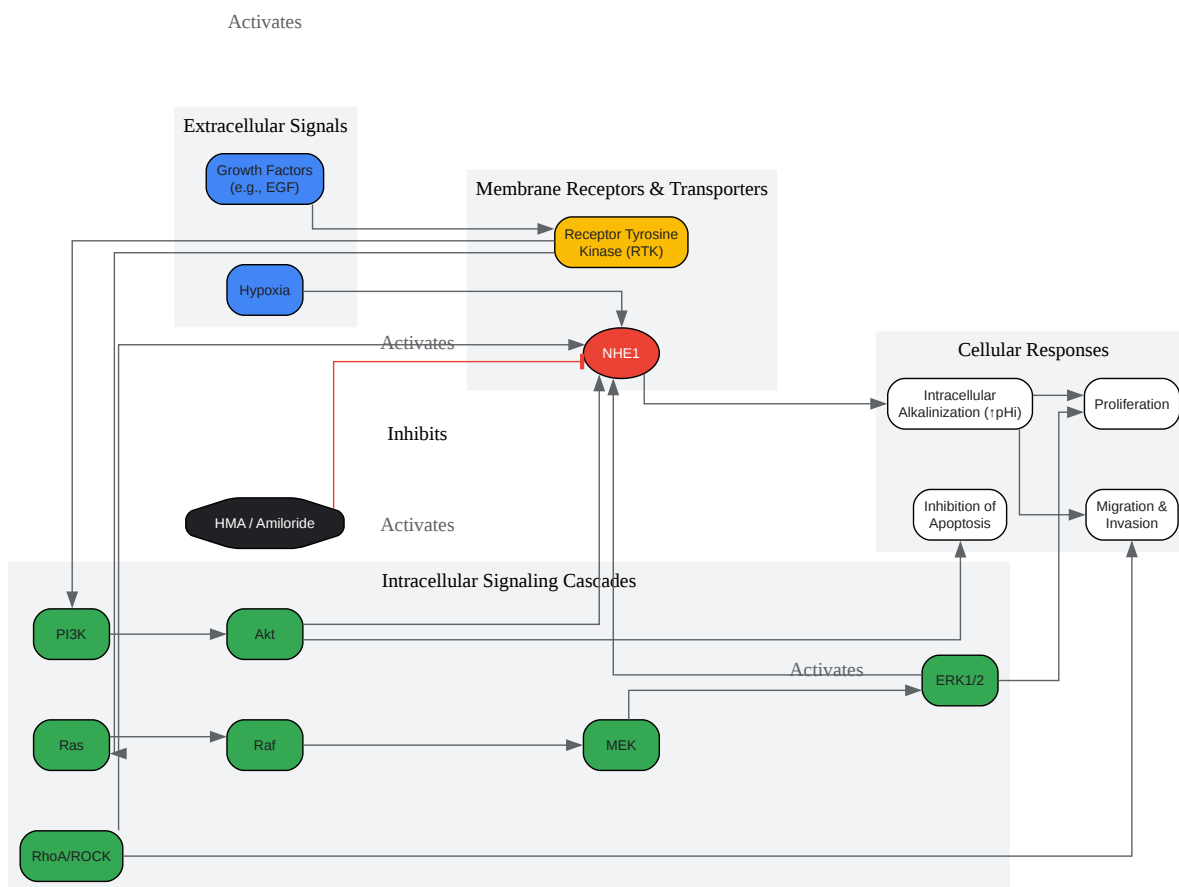 Activates
Extracellular Signals
Growth Factors
(e.g., EGF)
Membrane Receptors & Transporters
Receptor Tyrosine
Kinase (RTK)
Hypoxia
Activates
NHE1
Cellular Responses
Intracellular
Alkalinization (↑pHi)
Proliferation
Inhibits
HMA / Amiloride
Activates
Inhibition of
Apoptosis
Migration &
Invasion
Intracellular Signaling Cascades
PI3K
Akt
Activates
ERK1/2
Ras
Raf
MEK
RhoA/ROCK